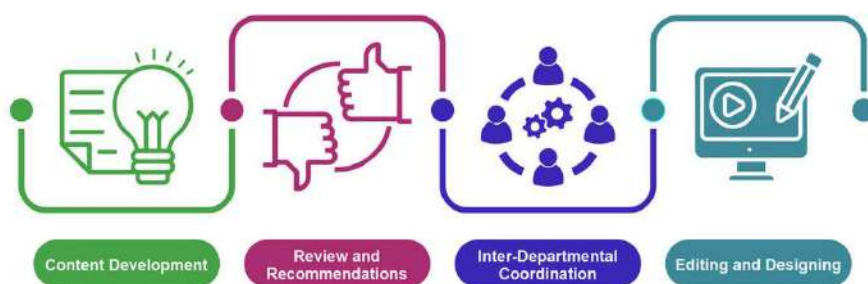 Content Development
Review and
Recommendations
Inter-Departmental
Coordination
Editing and Designing